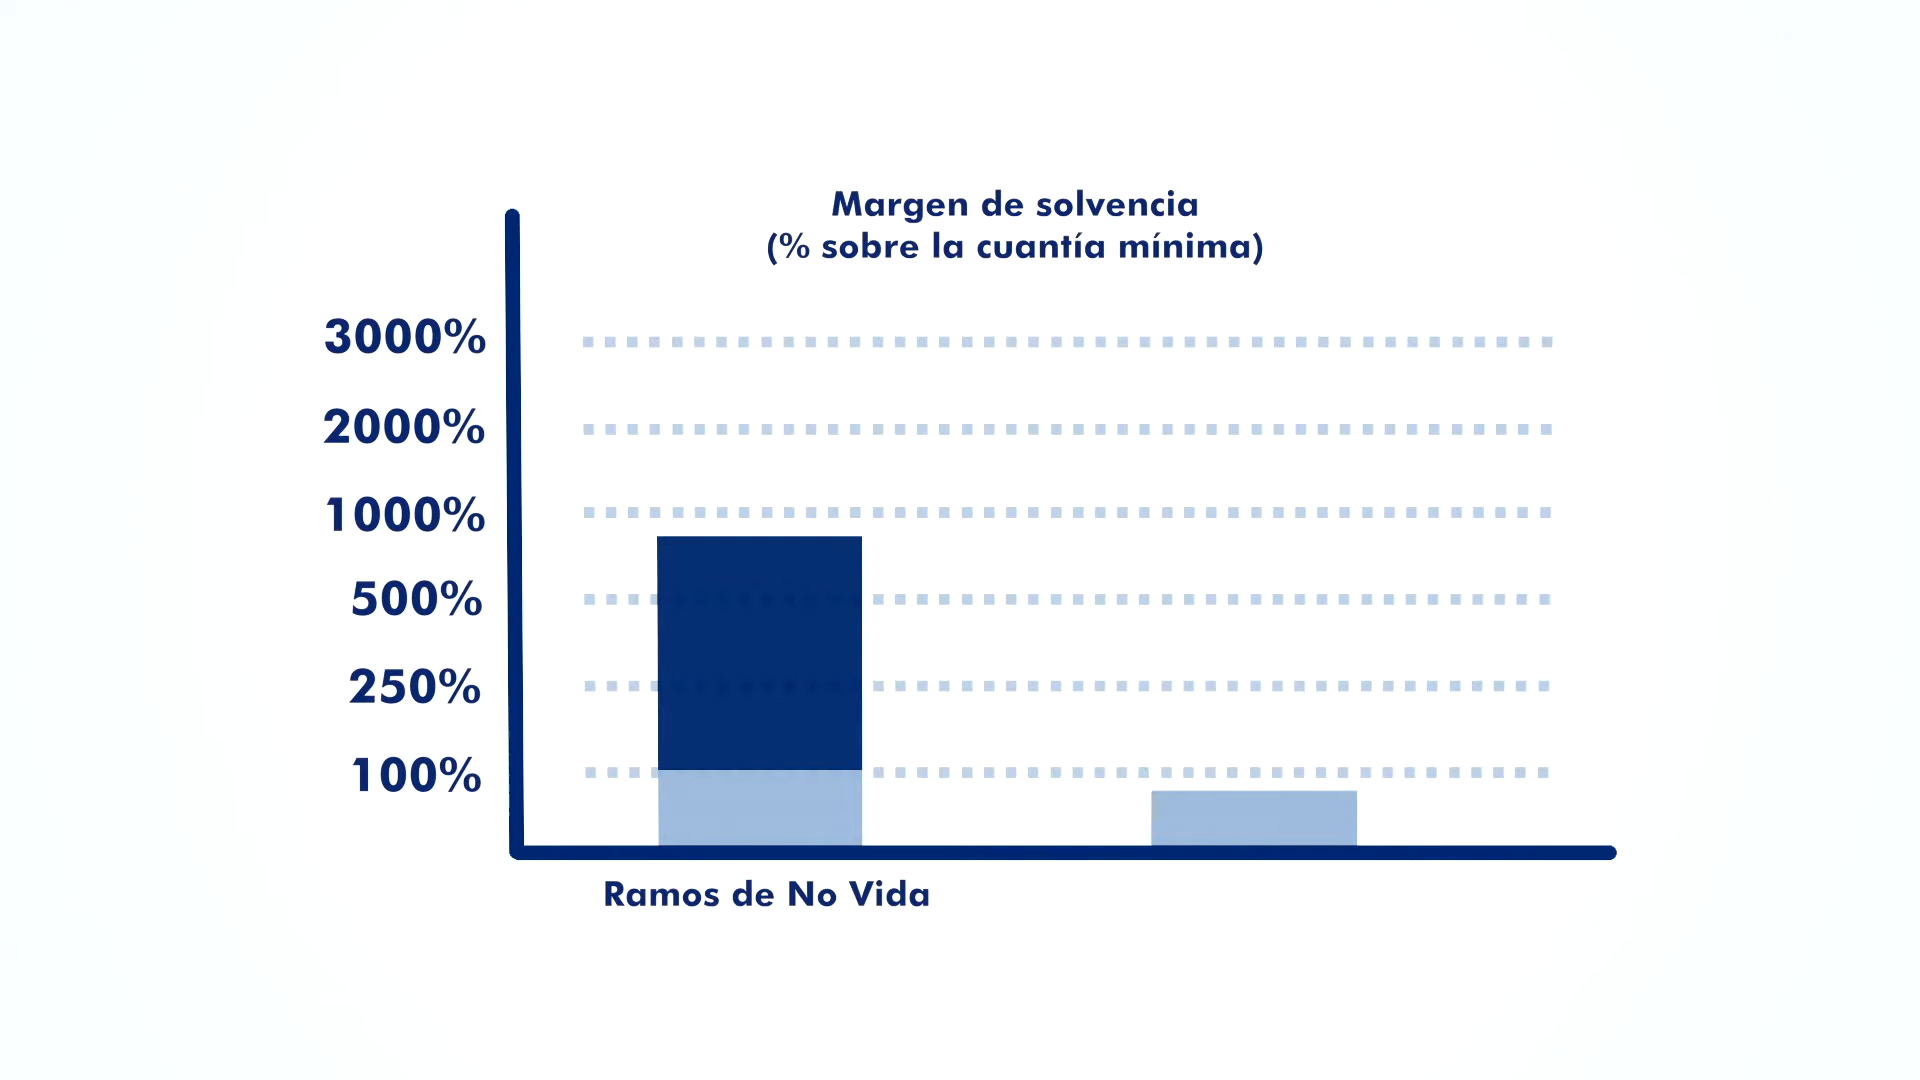 Margen de solvencia
(% sobre la cuantía mínima)
3000%
2000%
1000%
500%
250%
100%
Ramos de No Vida